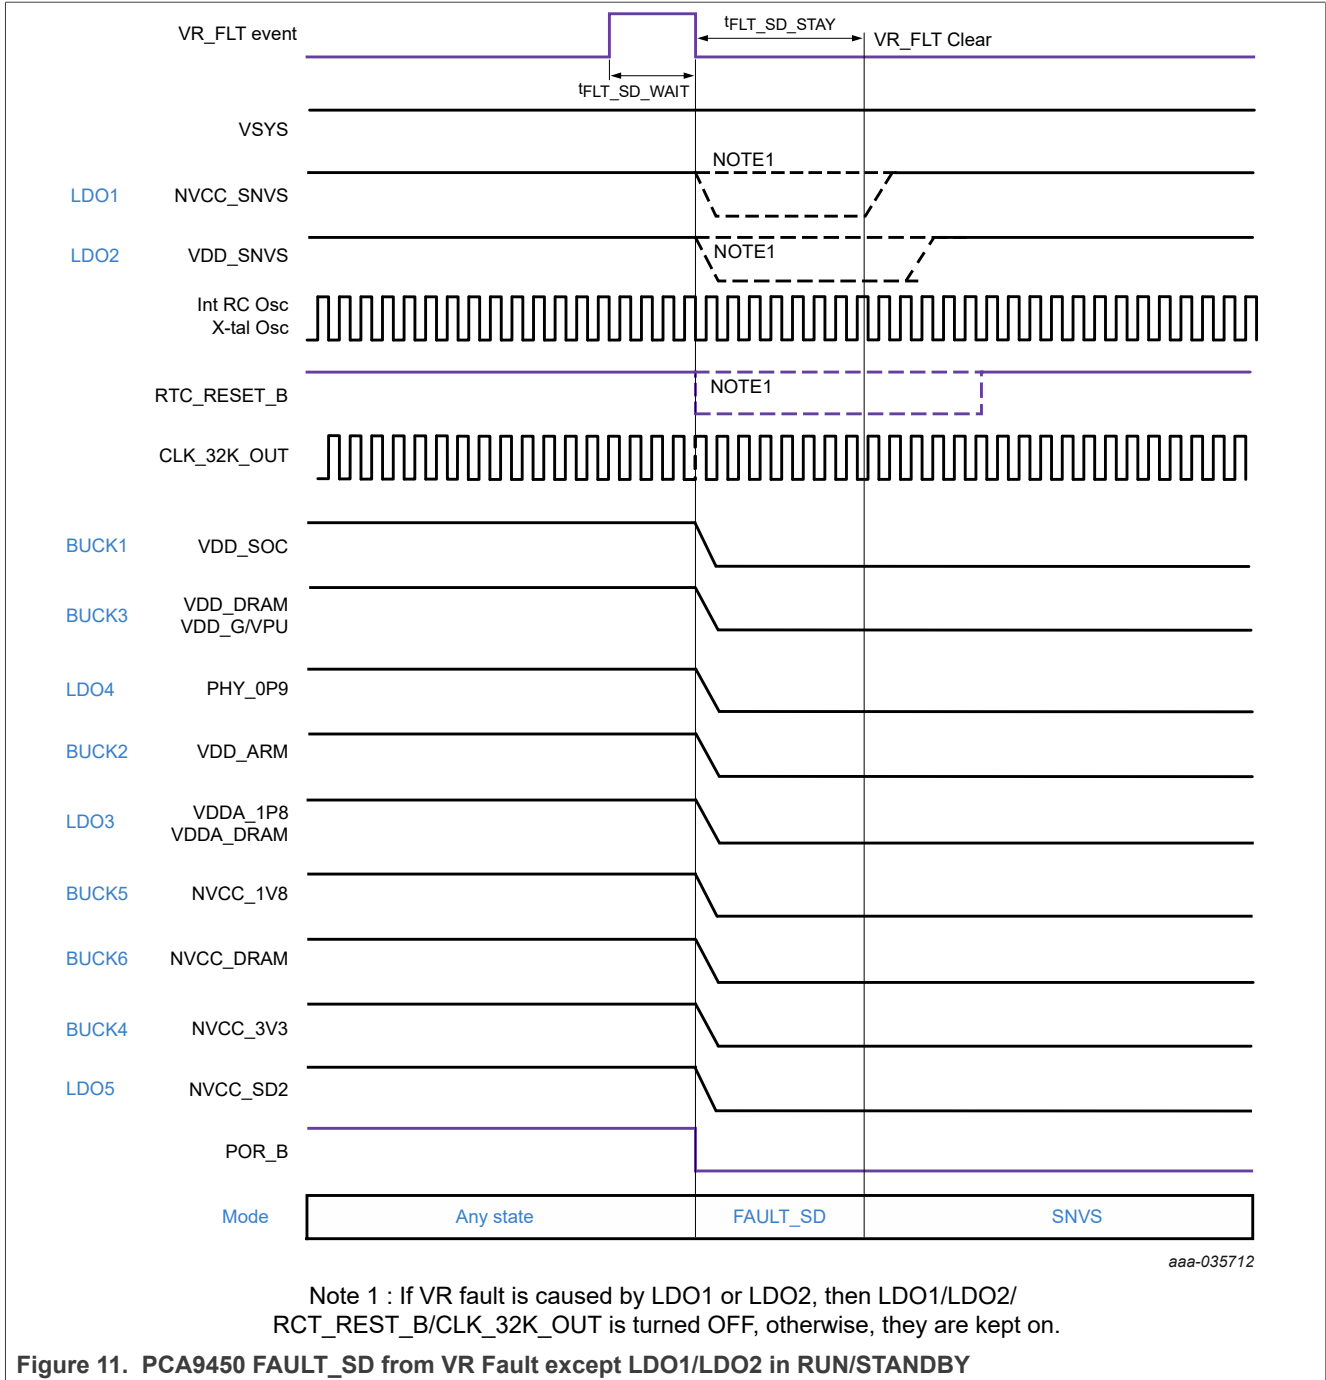 VR_FLT event
tFLT_SD_STAY
VR_FLT Clear
tFLT_SD_WAIT
VSYS
NOTE1
LDO1 NVCC_SNVS
LDO2 VDD_SNVS
NOTE1
Int RC Osc
X-tal Osc
RTC_RESET_B
NOTE1
CLK_32K_OUT
BUCK1 VDD_SOC
BUCK3 VDD_DRAM
VDD_G/VPU
LDO4 PHY_0P9
BUCK2 VDD_ARM
LDO3 VDDA_1P8
VDDA_DRAM
BUCK5 NVCC_1V8
BUCK6 NVCC_DRAM
BUCK4 NVCC_3V3
LDO5 NVCC_SD2
POR_B
Mode Any state FAULT_SD SNVS
aaa-035712
Note 1 : If VR fault is caused by LDO1 or LDO2, then LDO1/LDO2/
RCT_REST_B/CLK_32K_OUT is turned OFF, otherwise, they are kept on.
Figure 11. PCA9450 FAULT_SD from VR Fault except LDO1/LDO2 in RUN/STANDBY